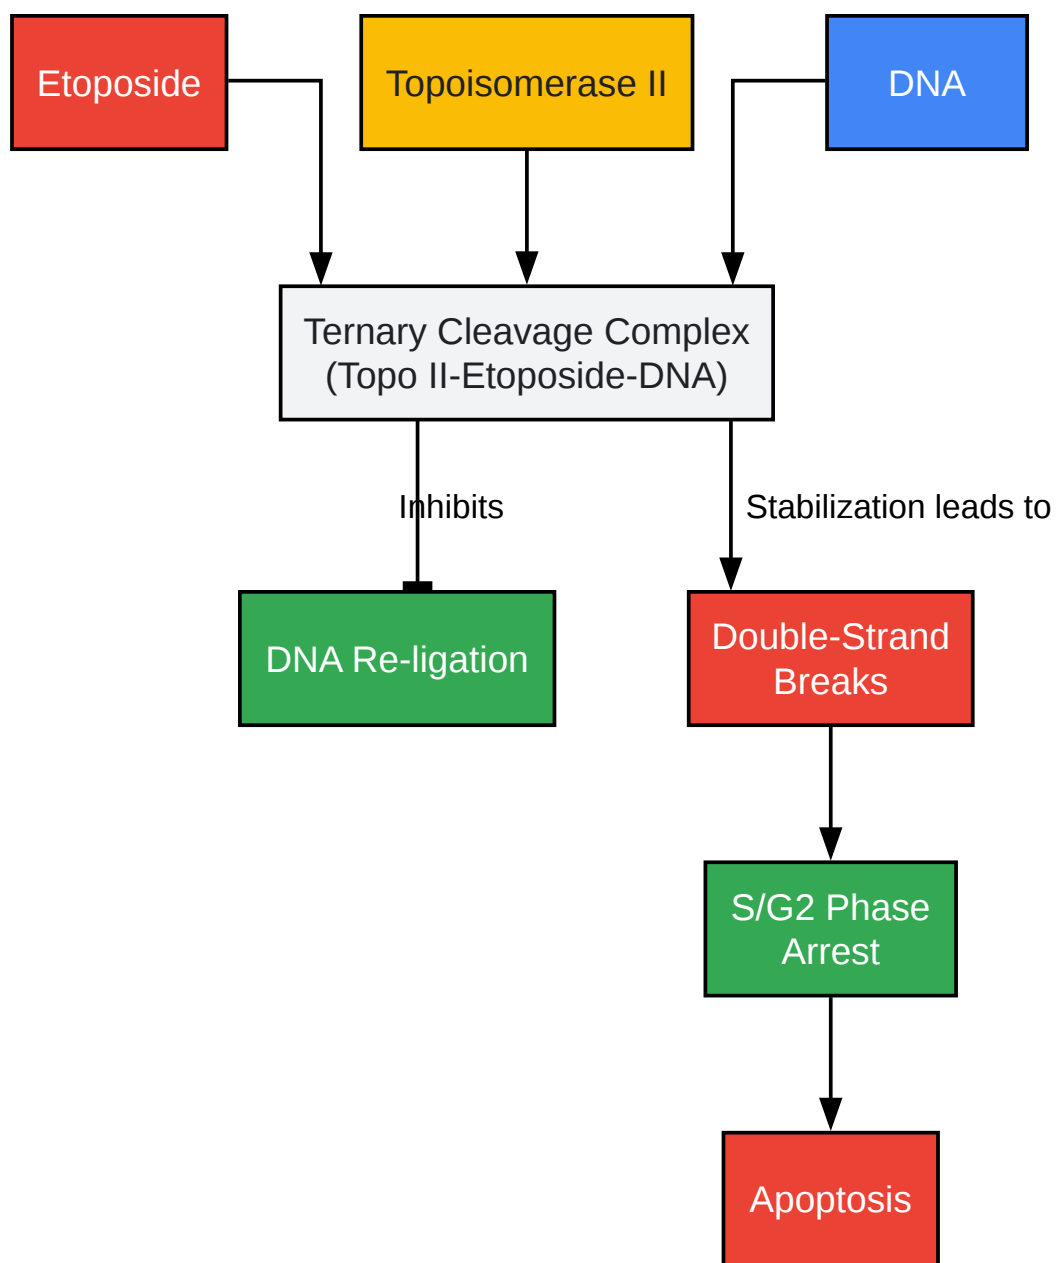 Etoposide
Topoisomerase II
DNA
Ternary Cleavage Complex
(Topo II-Etoposide-DNA)
Inhibits
Stabilization leads to
DNA Re-ligation
Double-Strand
Breaks
S/G2 Phase
Arrest
Apoptosis